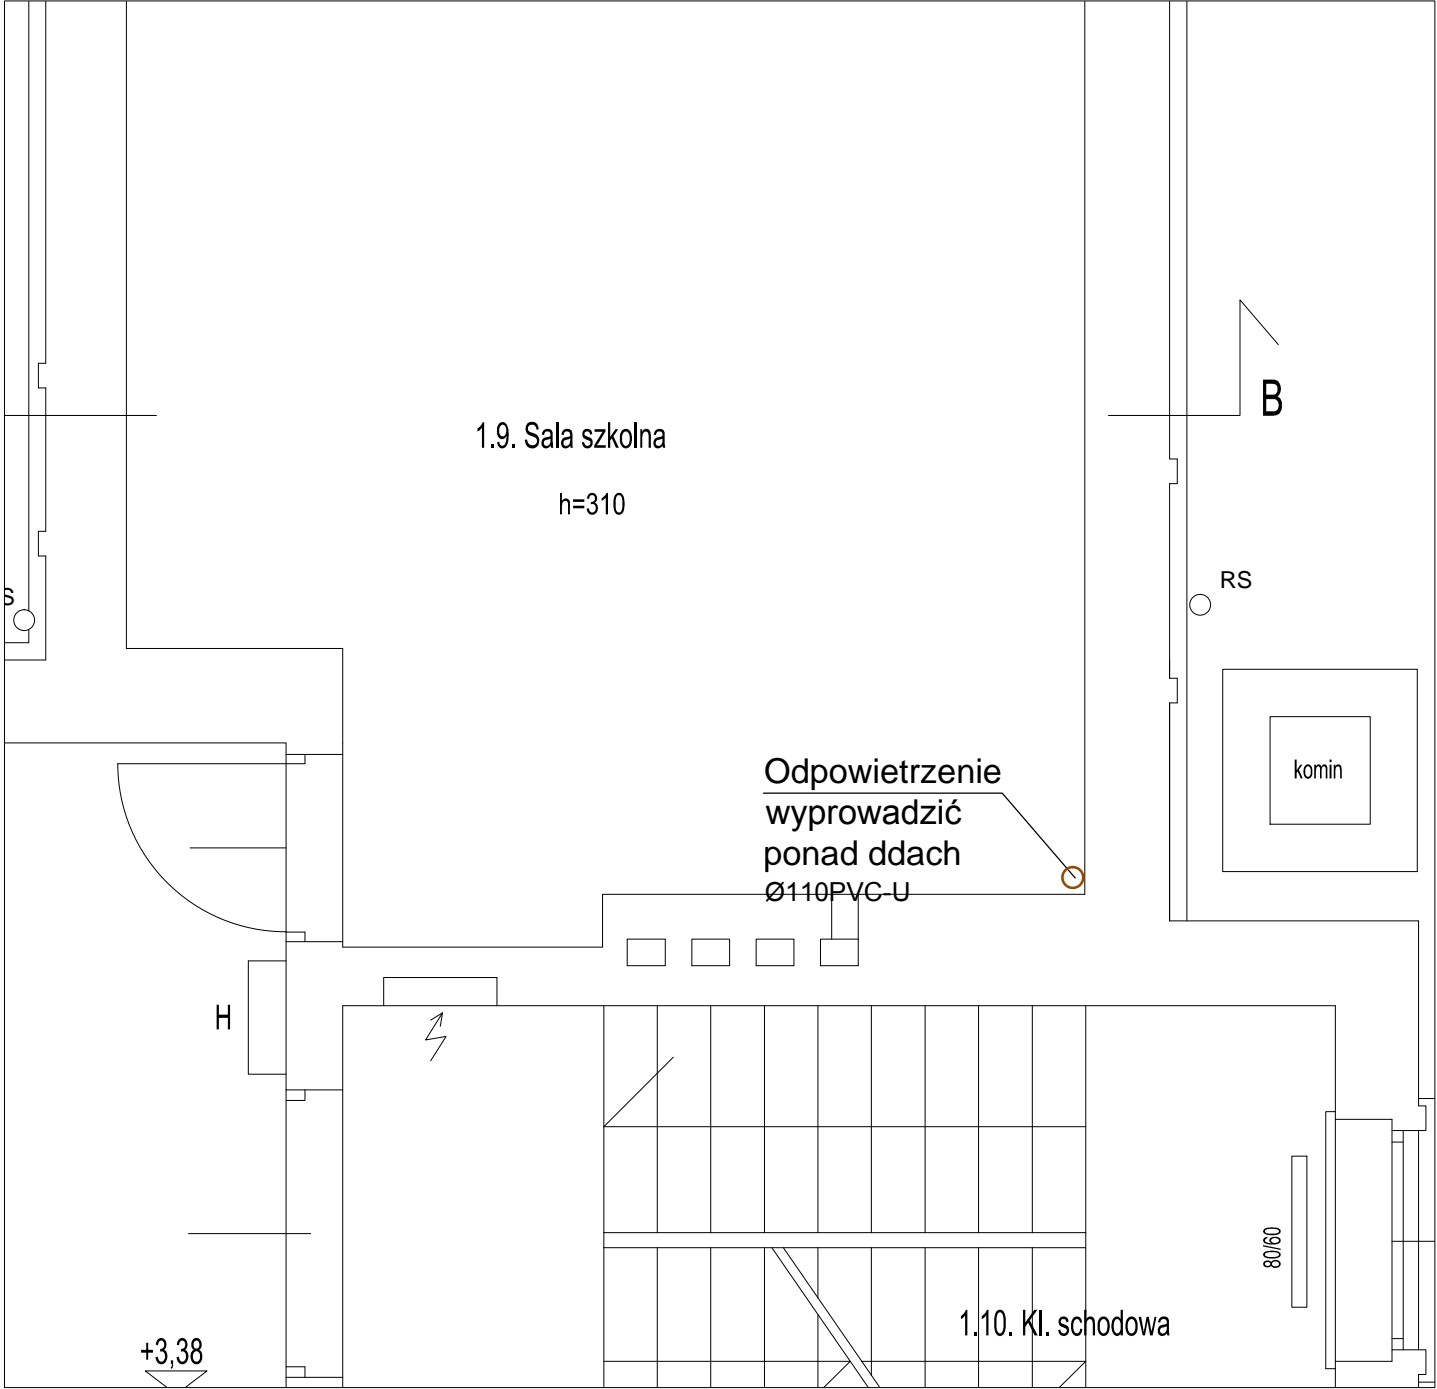 B
1.9. Sala szkolna
h=310
S
RS
Odpowietrzenie
wyprowadzić
ponad ddach
Ø110PVC-U
komin
H
80/60
1.10. Kl. schodowa
+3,38